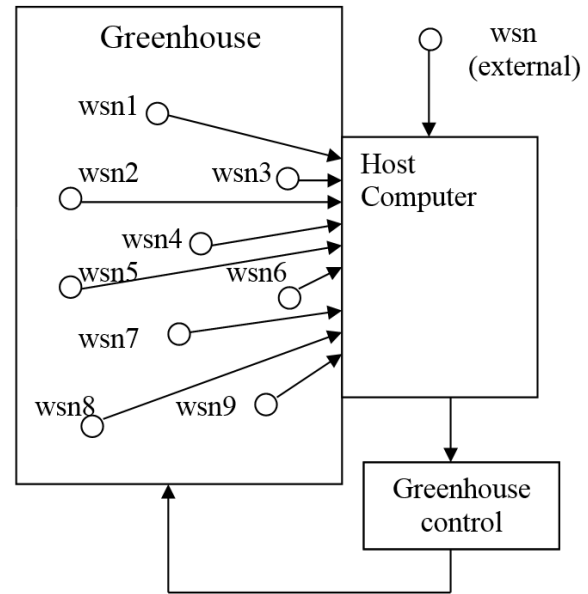 Greenhouse
wsn
(external)
wsn1
wsn2
wsn3
Host
Computer
wsn4
wsn5
wsn6
wsn7
wsn8
wsn9
Greenhouse
control